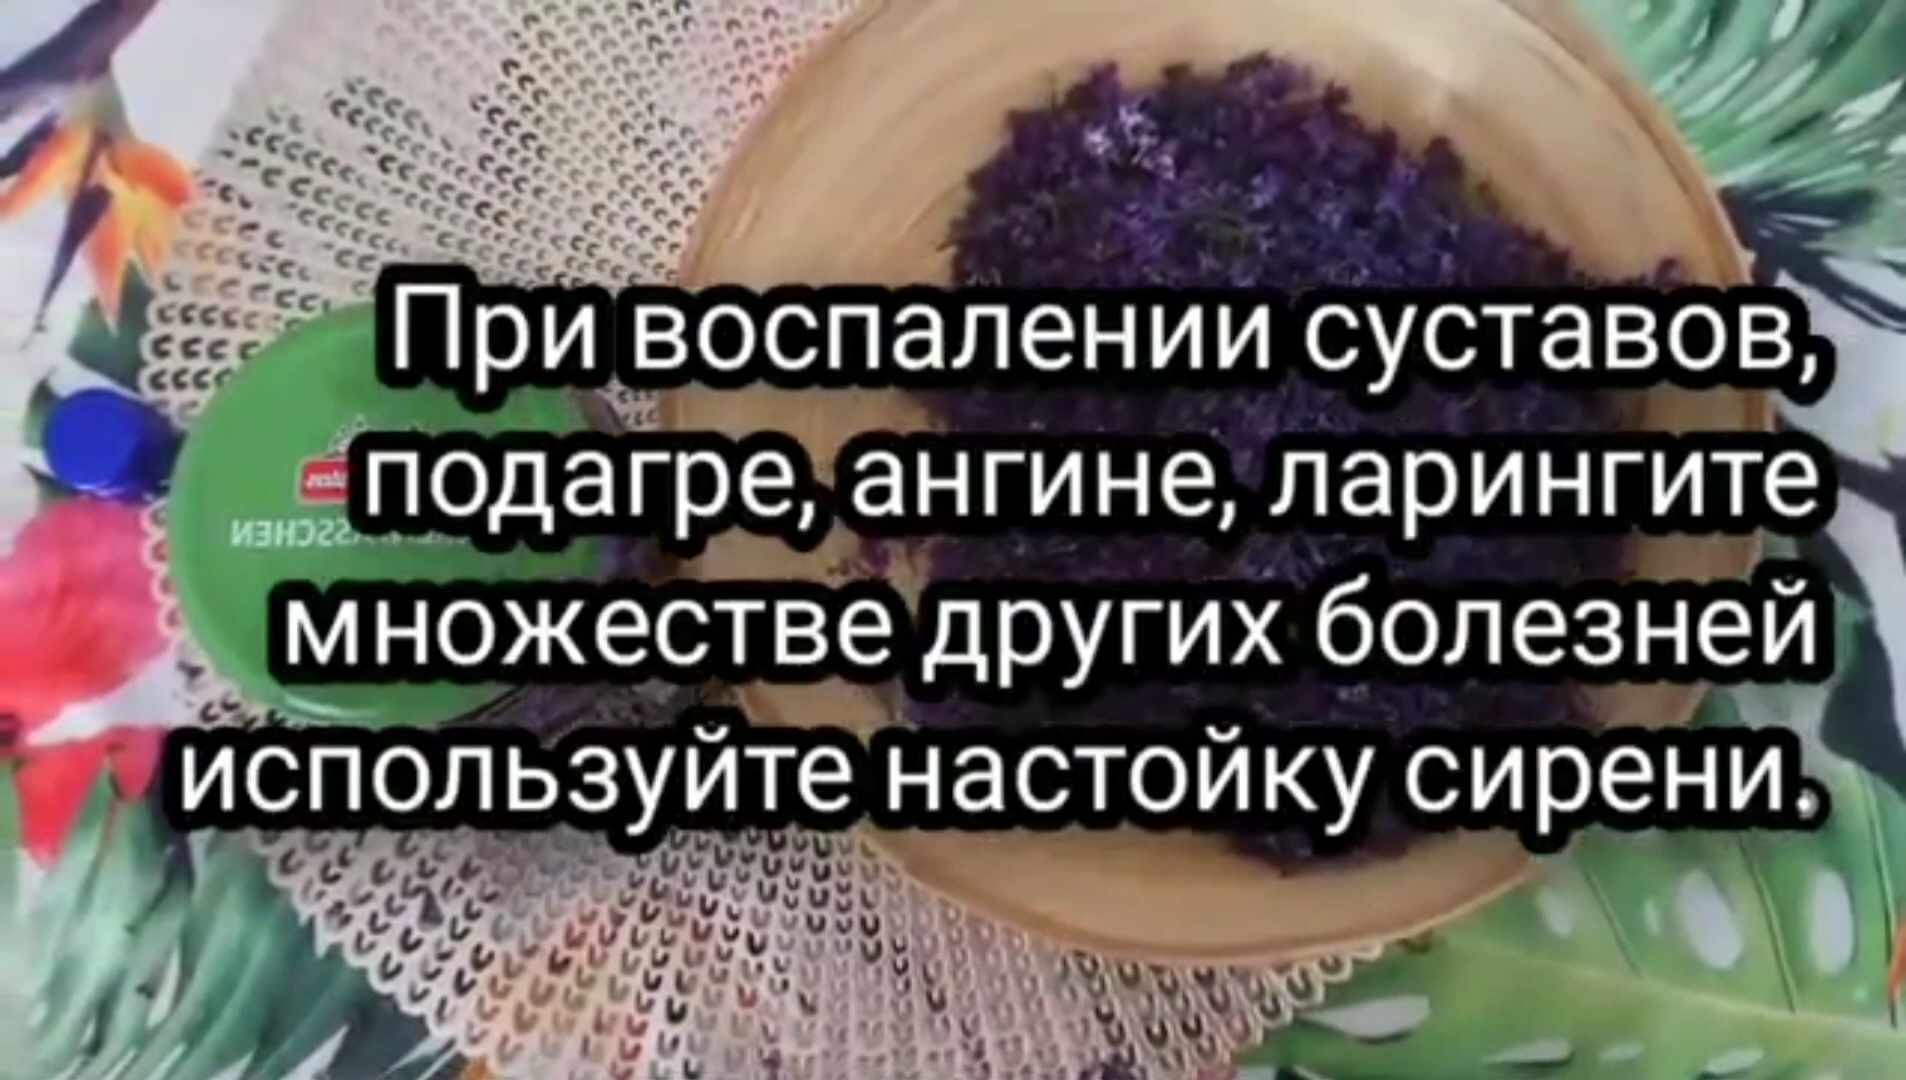 При воспалении суставов,
подагре, ангине, ларингите
множестве других болезней
используйте настойку сирени.